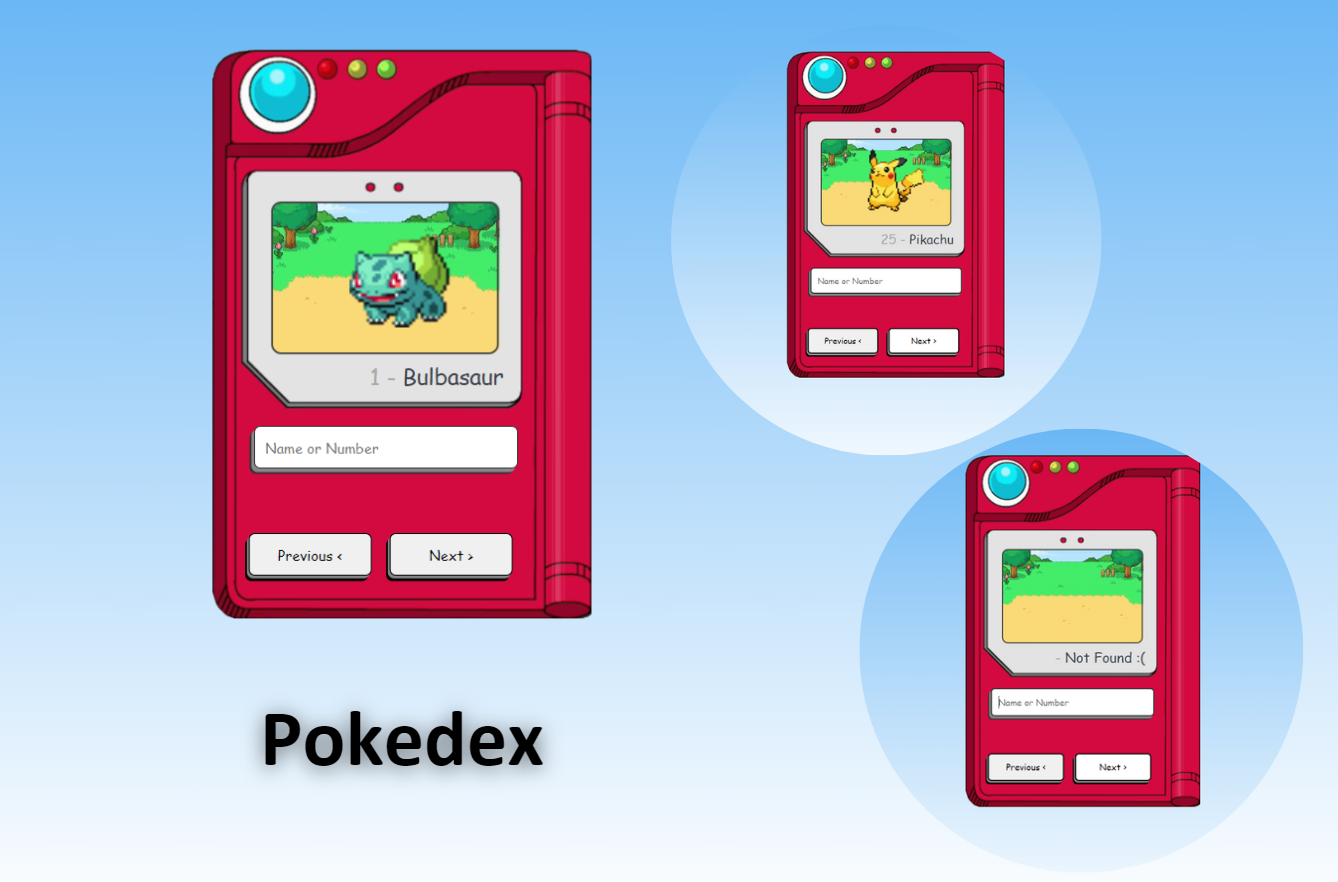 1 - Bulbasaur
Name or Number
Previous <
Next >
Pokedex
25 - Pikachu
Name or Number
Previous <
Next >
- Not Found :(
Name or Number
Previous <
Next >